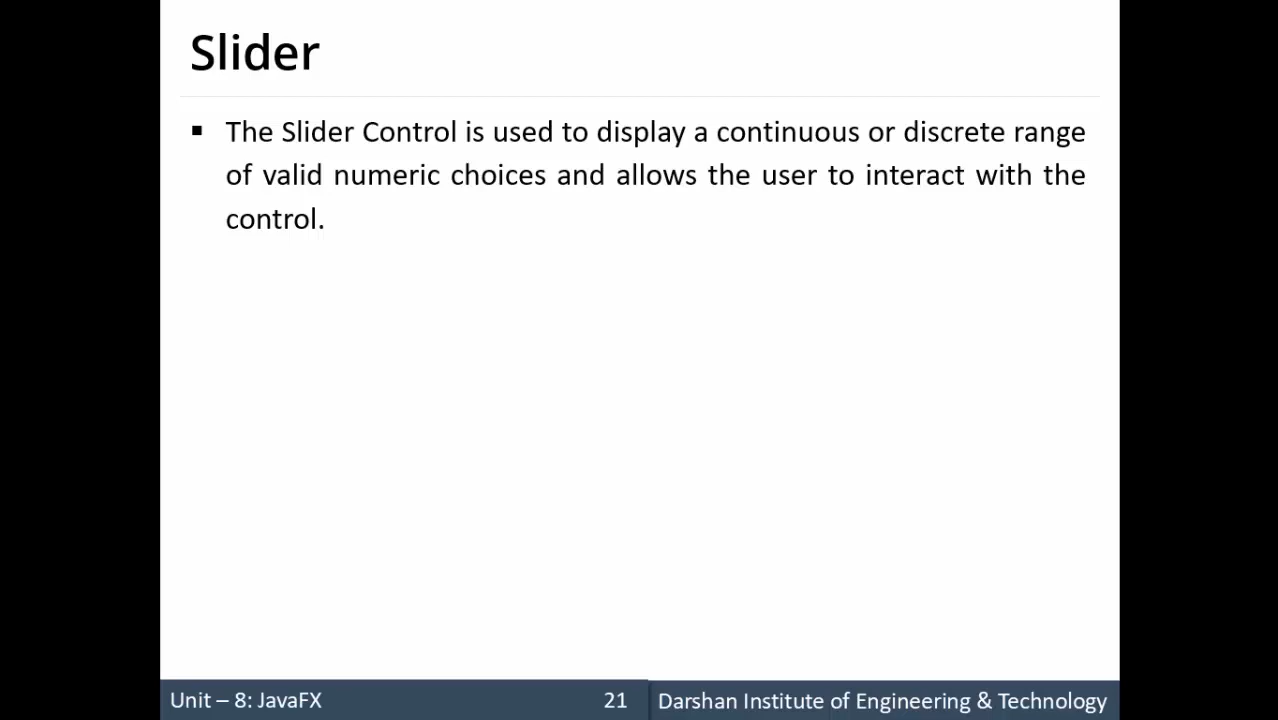 Slider
▪ The Slider Control is used to display a continuous or discrete range
of valid numeric choices and allows the user to interact with the
control.
Unit – 8: JavaFX 21 Darshan Institute of Engineering & Technology